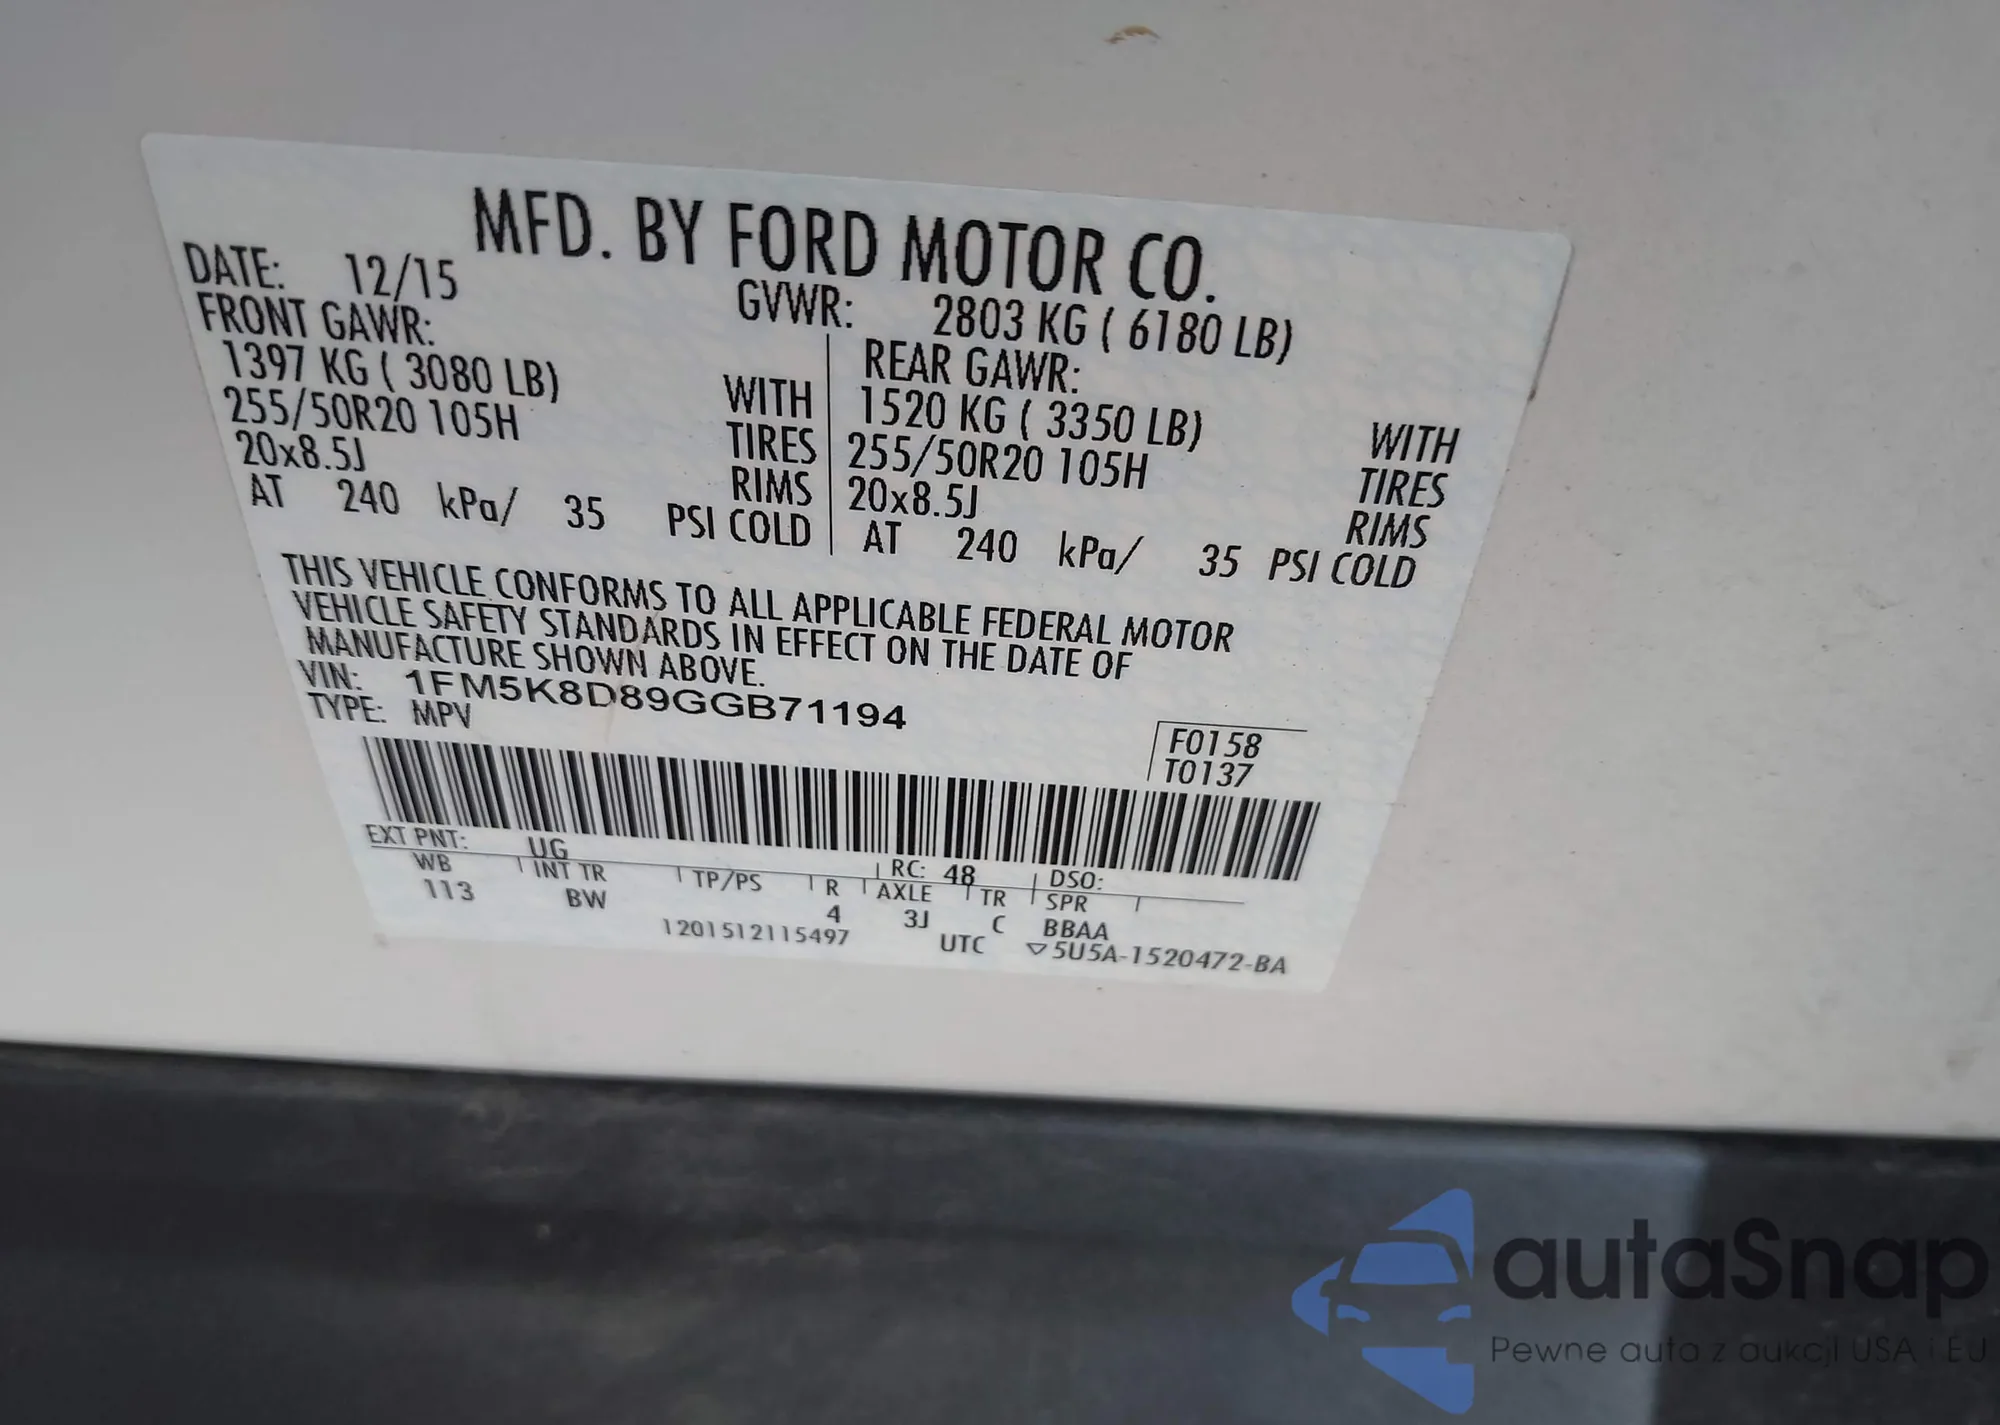 MFD. BY FORD MOTOR CO.
DATE: 12/15 GVWR: 2803 KG ( 6180 LB)
FRONT GAWR: REAR GAWR:
1397 KG ( 3080 LB) WITH 1520 KG ( 3350 LB) WITH
255/50R20 105H TIRES 255/50R20 105H TIRES
20x8.5J RIMS 20x8.5J RIMS
AT 240 kPa/ 35 PSI COLD AT 240 kPa/ 35 PSI COLD
THIS VEHICLE CONFORMS TO ALL APPLICABLE FEDERAL MOTOR
VEHICLE SAFETY STANDARDS IN EFFECT ON THE DATE OF
MANUFACTURE SHOWN ABOVE.
VIN: 1FM5K8D89GGB71194
TYPE: MPV
F0158
T0137
EXT PNT: UG RC: 48 DSO:
WB INT TR TP/PS R AXLE TR SPR
113 BW 4 3J C BBAA
1201512115497 UTC ▽5U5A-1520472-BA
autaSnap
Pewne auto z aukcji USA i EU